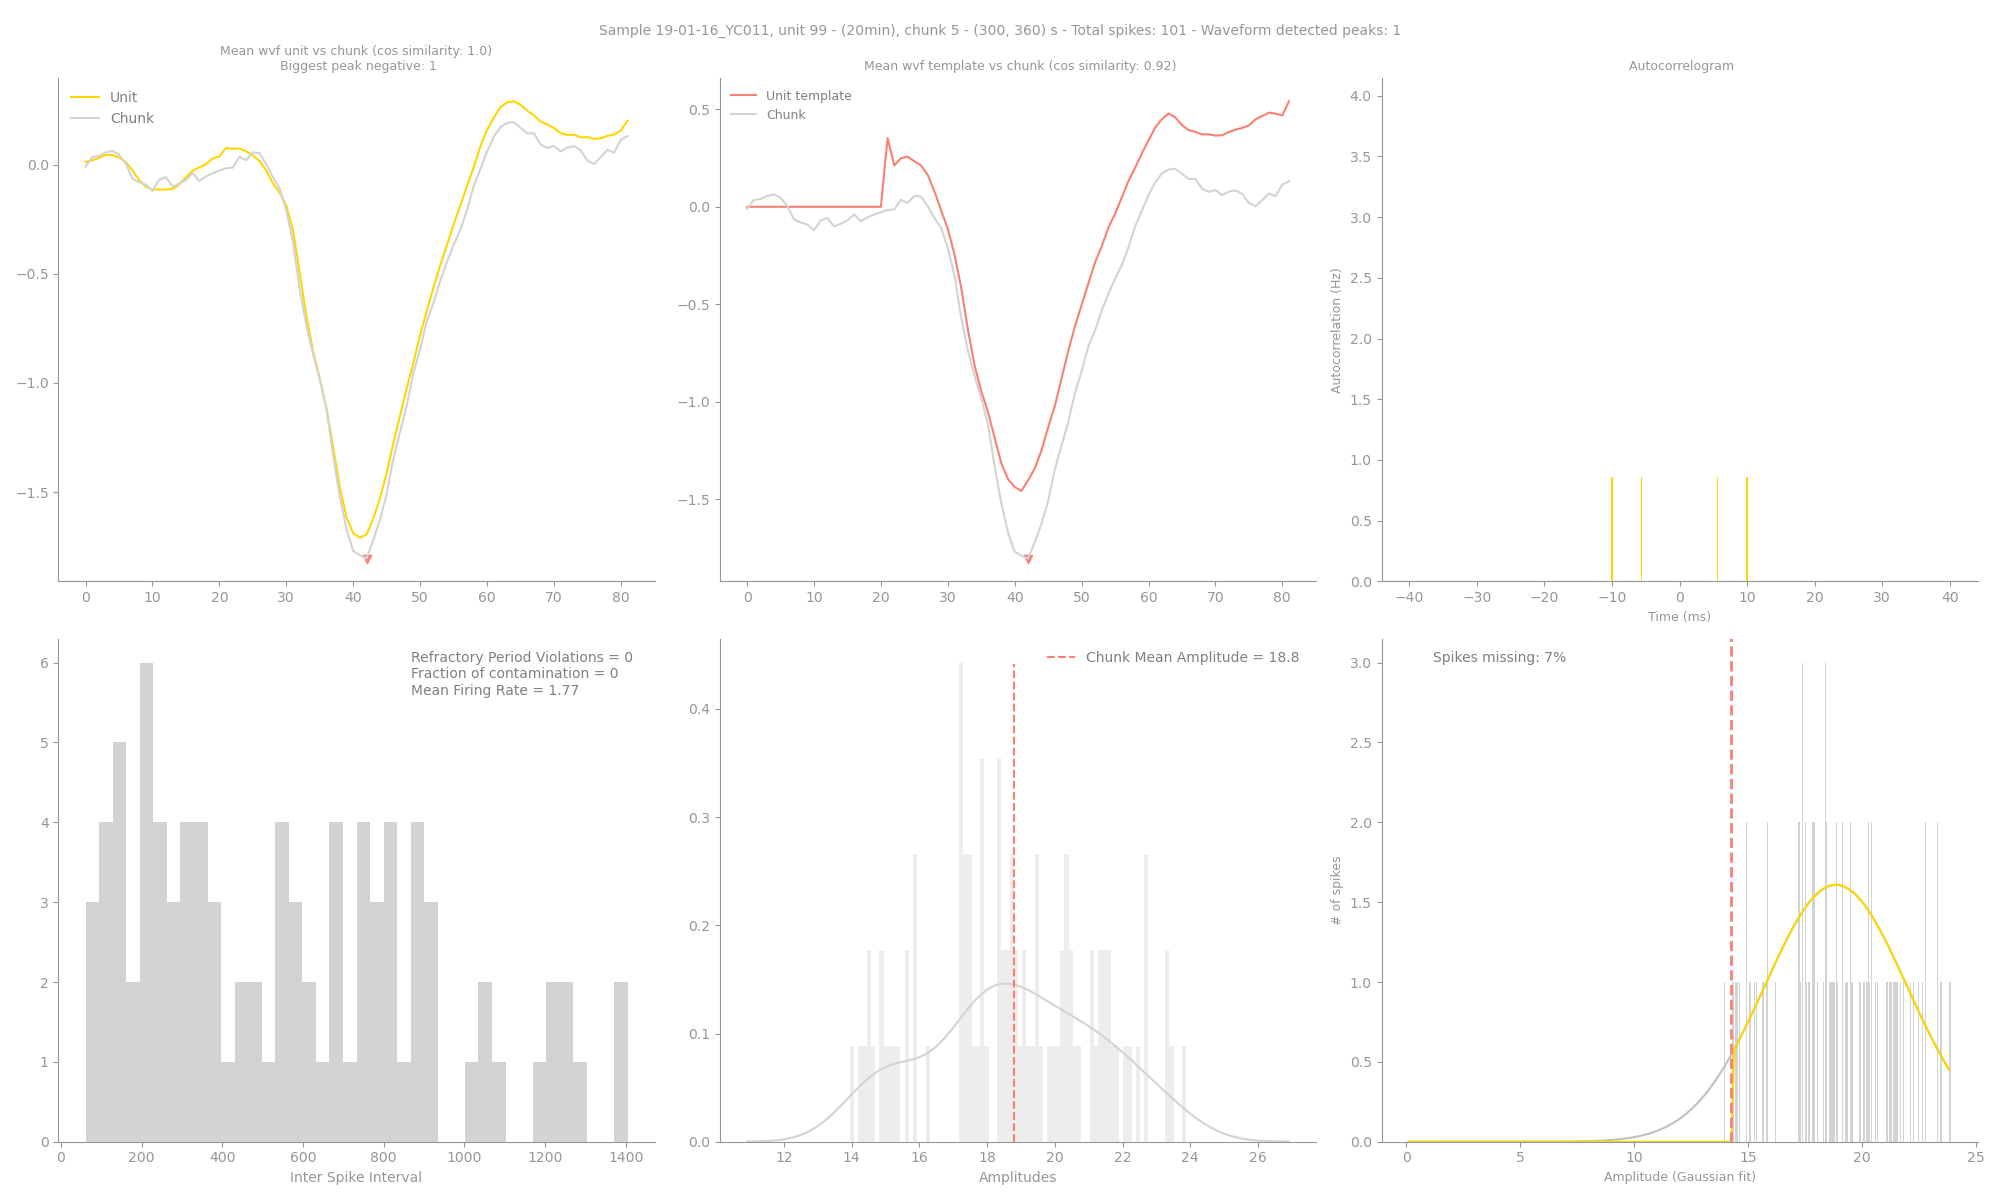 Sample 19-01-16_YC011, unit 99 - (20min), chunk 5 - (300, 360) s - Total spikes: 101 - Waveform detected peaks: 1
Mean wvf unit vs chunk (cos similarity: 1.0)
Biggest peak negative: 1
Unit
Chunk
0.0
−0.5
−1.0
−1.5
0 10 20 30 40 50 60 70 80
Mean wvf template vs chunk (cos similarity: 0.92)
Unit template
Chunk
0.5
0.0
−0.5
−1.0
−1.5
0 10 20 30 40 50 60 70 80
Autocorrelogram
Autocorrelation (Hz)
4.0
3.5
3.0
2.5
2.0
1.5
1.0
0.5
0.0
−40 −30 −20 −10 0 10 20 30 40
Time (ms)
Refractory Period Violations = 0
Fraction of contamination = 0
Mean Firing Rate = 1.77
6
5
4
3
2
1
0
0 200 400 600 800 1000 1200 1400
Inter Spike Interval
Chunk Mean Amplitude = 18.8
0.4
0.3
0.2
0.1
0.0
12 14 16 18 20 22 24 26
Amplitudes
Spikes missing: 7%
# of spikes
3.0
2.5
2.0
1.5
1.0
0.5
0.0
0 5 10 15 20 25
Amplitude (Gaussian fit)